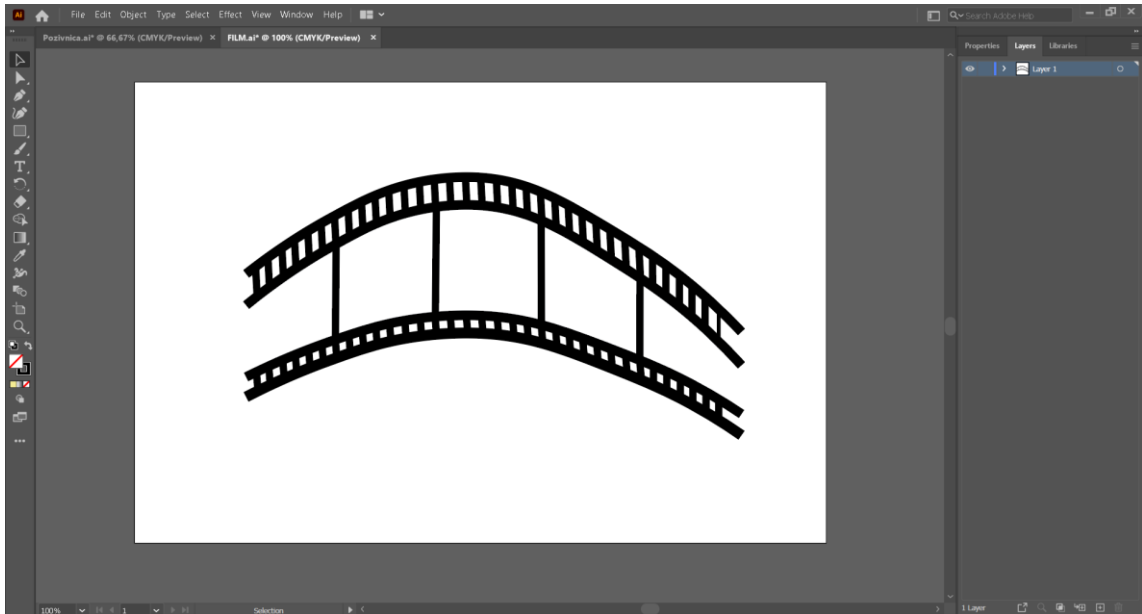 Ai File Edit Object Type Select Effect View Window Help Search Adobe Help
Pozivnica.ai* @ 66,67% (CMYK/Preview) × FILM.ai* @ 100% (CMYK/Preview) ×
Properties Layers Libraries
Layer 1
100% 1 Selection
1 Layer